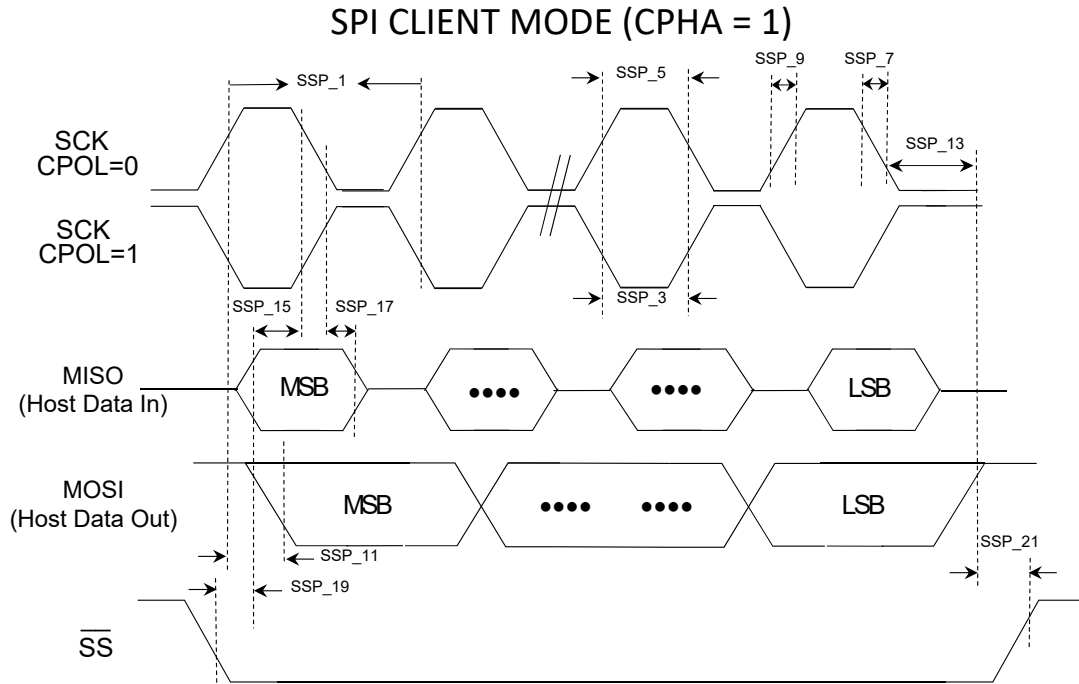 SPI CLIENT MODE (CPHA = 1)
SSP_1
SSP_5
SSP_9
SSP_7
SCK
CPOL=0
SSP_13
SCK
CPOL=1
SSP_15
SSP_17
SSP_3
MISO
(Host Data In)
MSB
●●●●
●●●●
LSB
MOSI
(Host Data Out)
MSB
●●●●
●●●●
LSB
SSP_11
SSP_21
SSP_19
S̅S̅